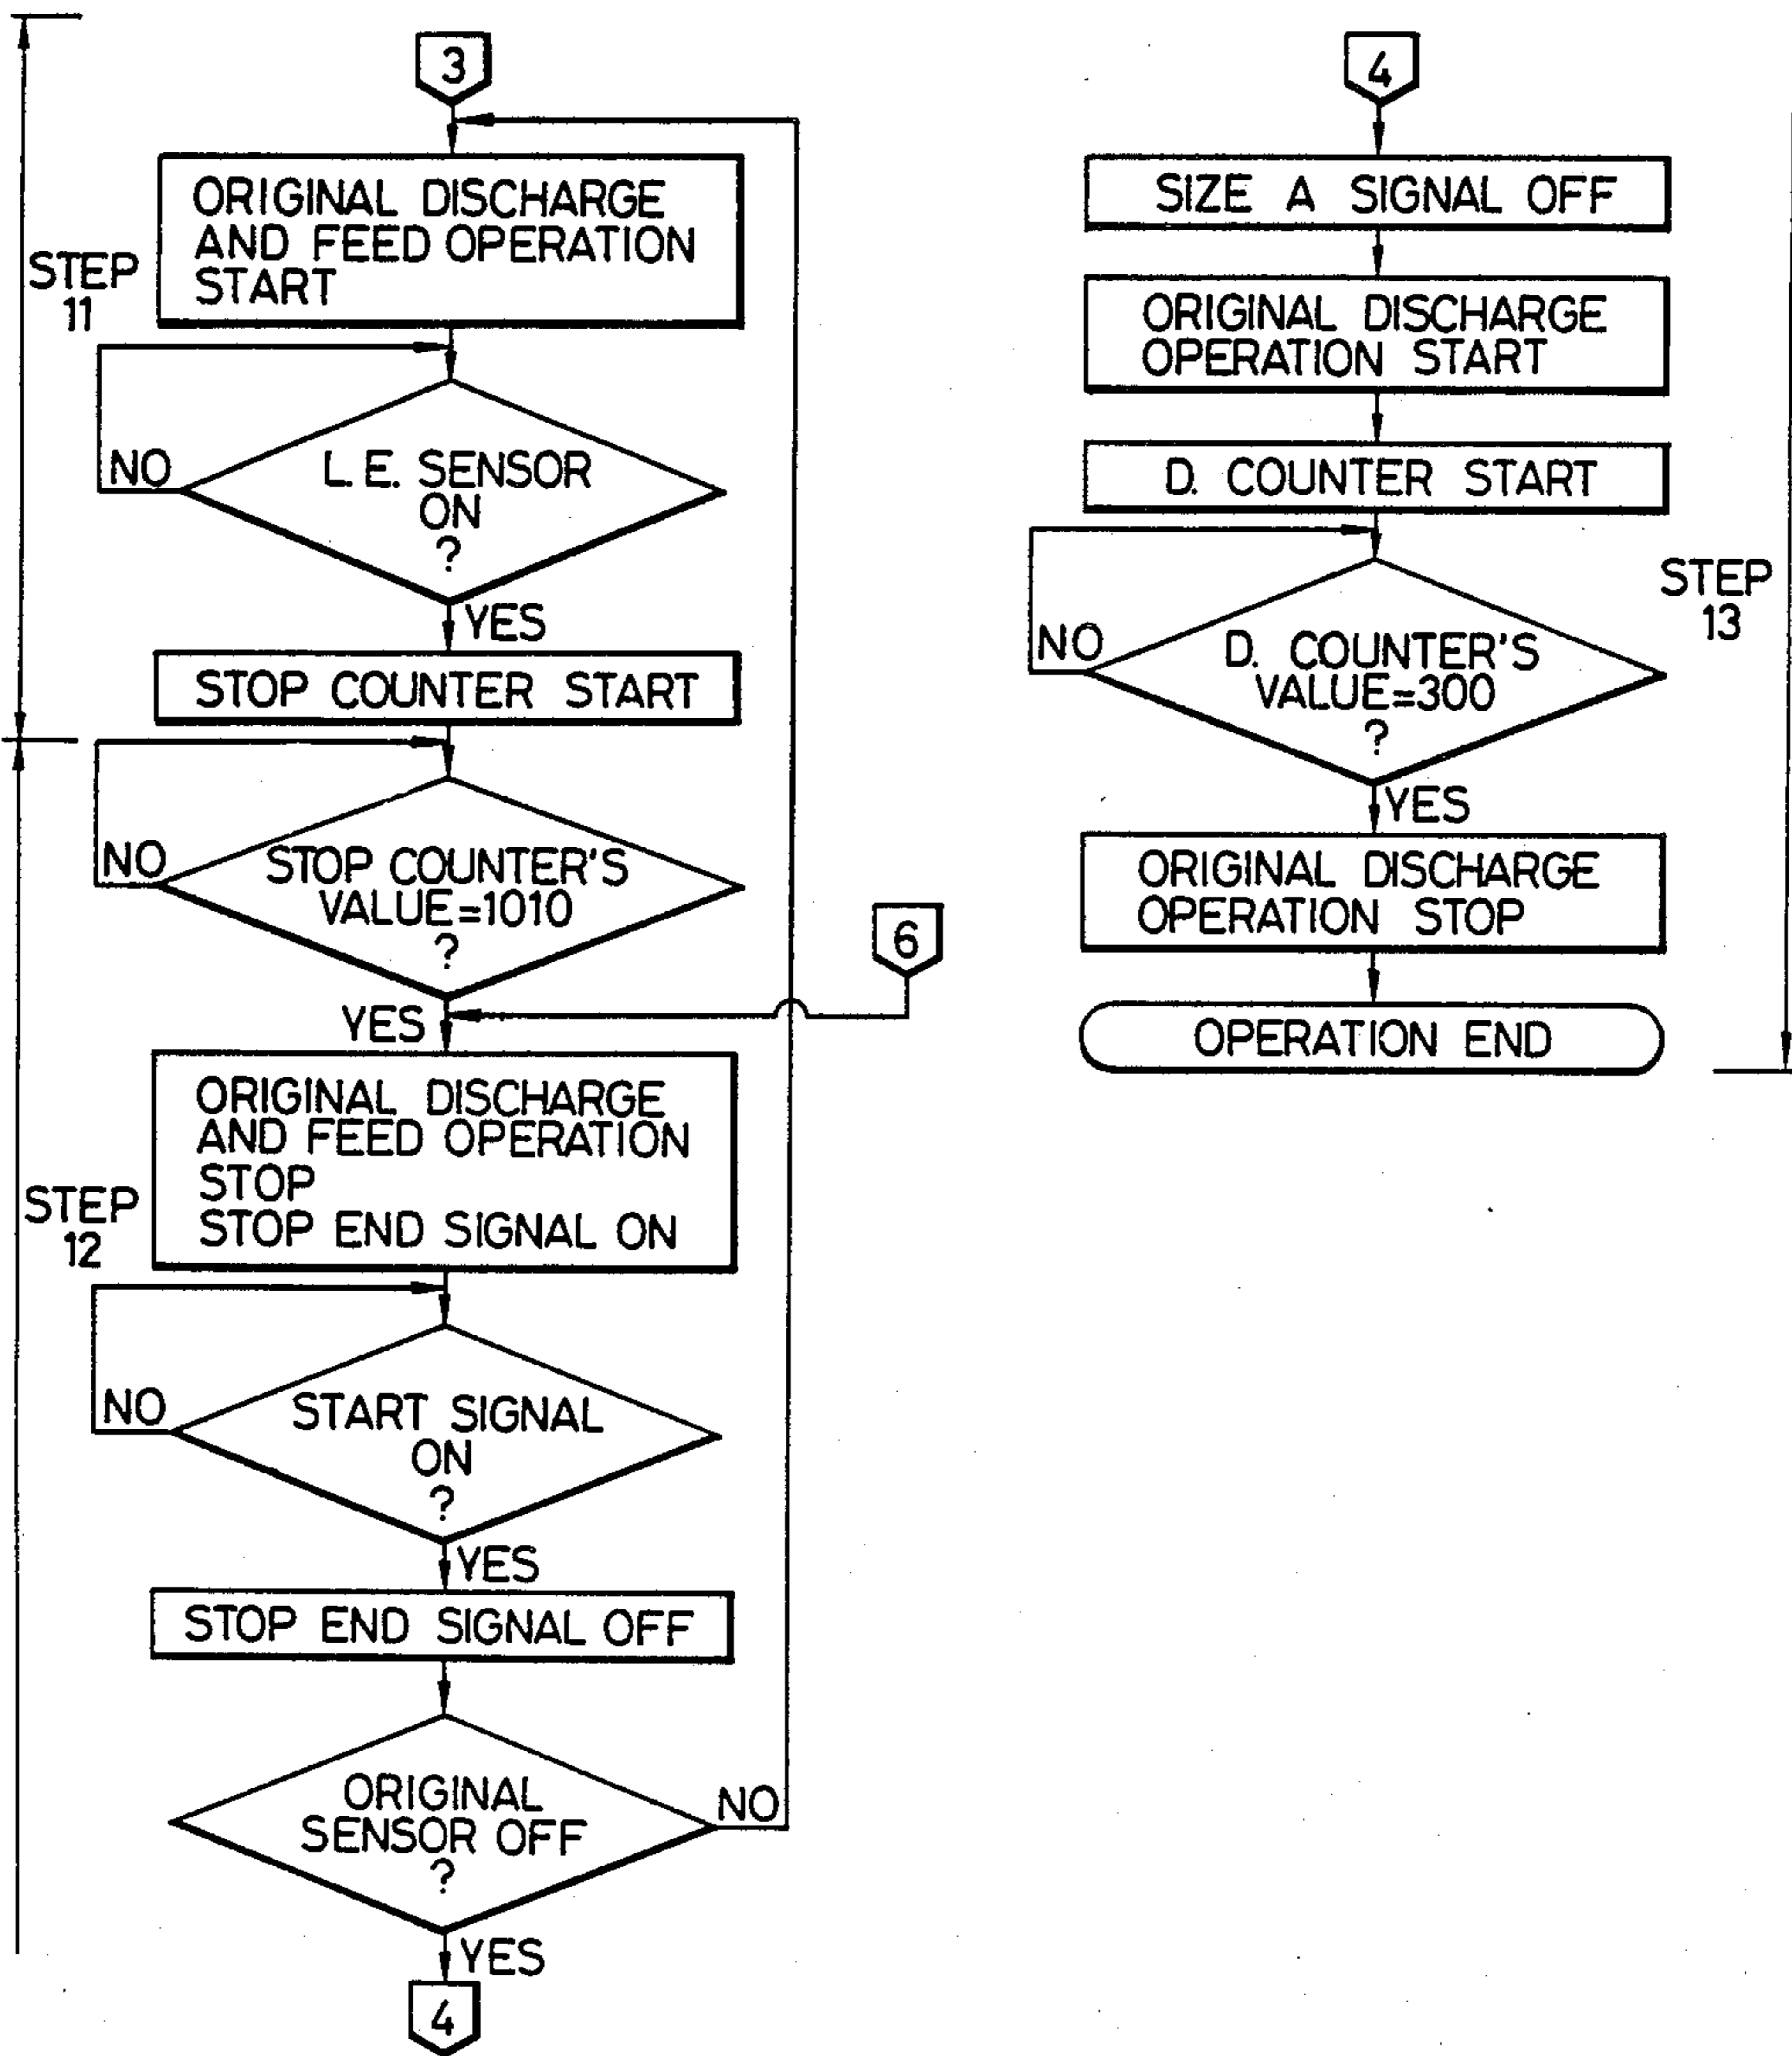 3
ORIGINAL DISCHARGE
AND FEED OPERATION
START
STEP
11
L.E. SENSOR
ON
?
NO
YES
STOP COUNTER START
STOP COUNTER'S
VALUE=1010
?
NO
YES
6
ORIGINAL DISCHARGE
AND FEED OPERATION
STOP
STOP END SIGNAL ON
STEP
12
START SIGNAL
ON
?
NO
YES
STOP END SIGNAL OFF
ORIGINAL
SENSOR OFF
?
NO
YES
4
4
SIZE A SIGNAL OFF
ORIGINAL DISCHARGE
OPERATION START
D. COUNTER START
D. COUNTER'S
VALUE=300
?
NO
STEP
13
YES
ORIGINAL DISCHARGE
OPERATION STOP
OPERATION END